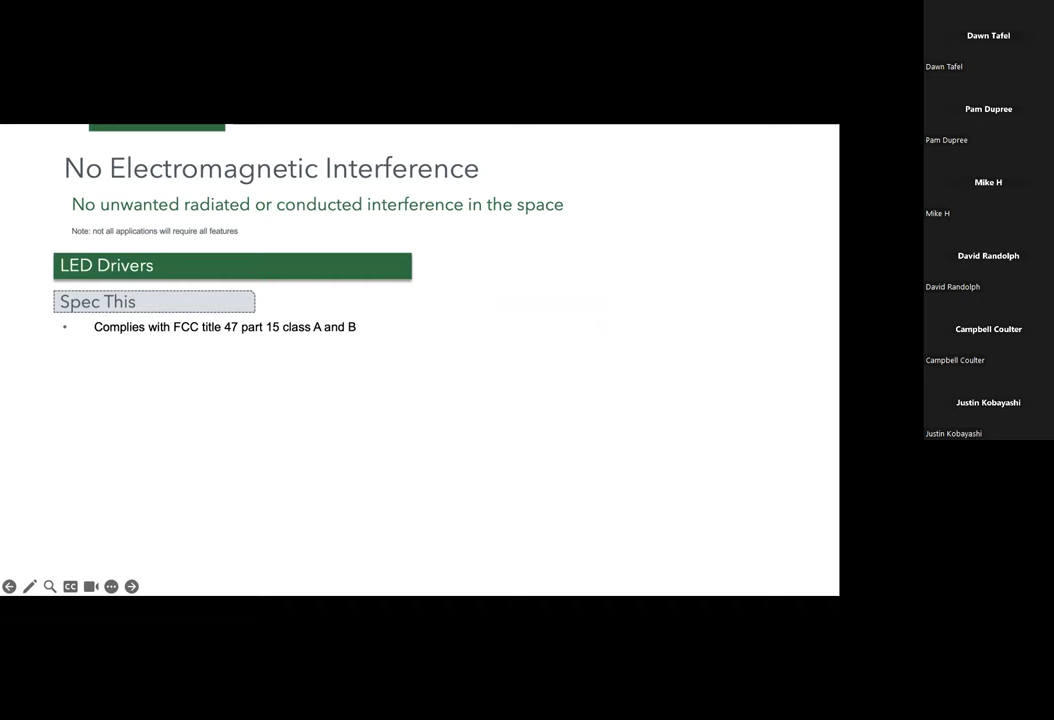 No Electromagnetic Interference
No unwanted radiated or conducted interference in the space
Note: not all applications will require all features
LED Drivers
Spec This
• Complies with FCC title 47 part 15 class A and B
CC
Dawn Tafel
Dawn Tafel
Pam Dupree
Pam Dupree
Mike H
Mike H
David Randolph
David Randolph
Campbell Coulter
Campbell Coulter
Justin Kobayashi
Justin Kobayashi